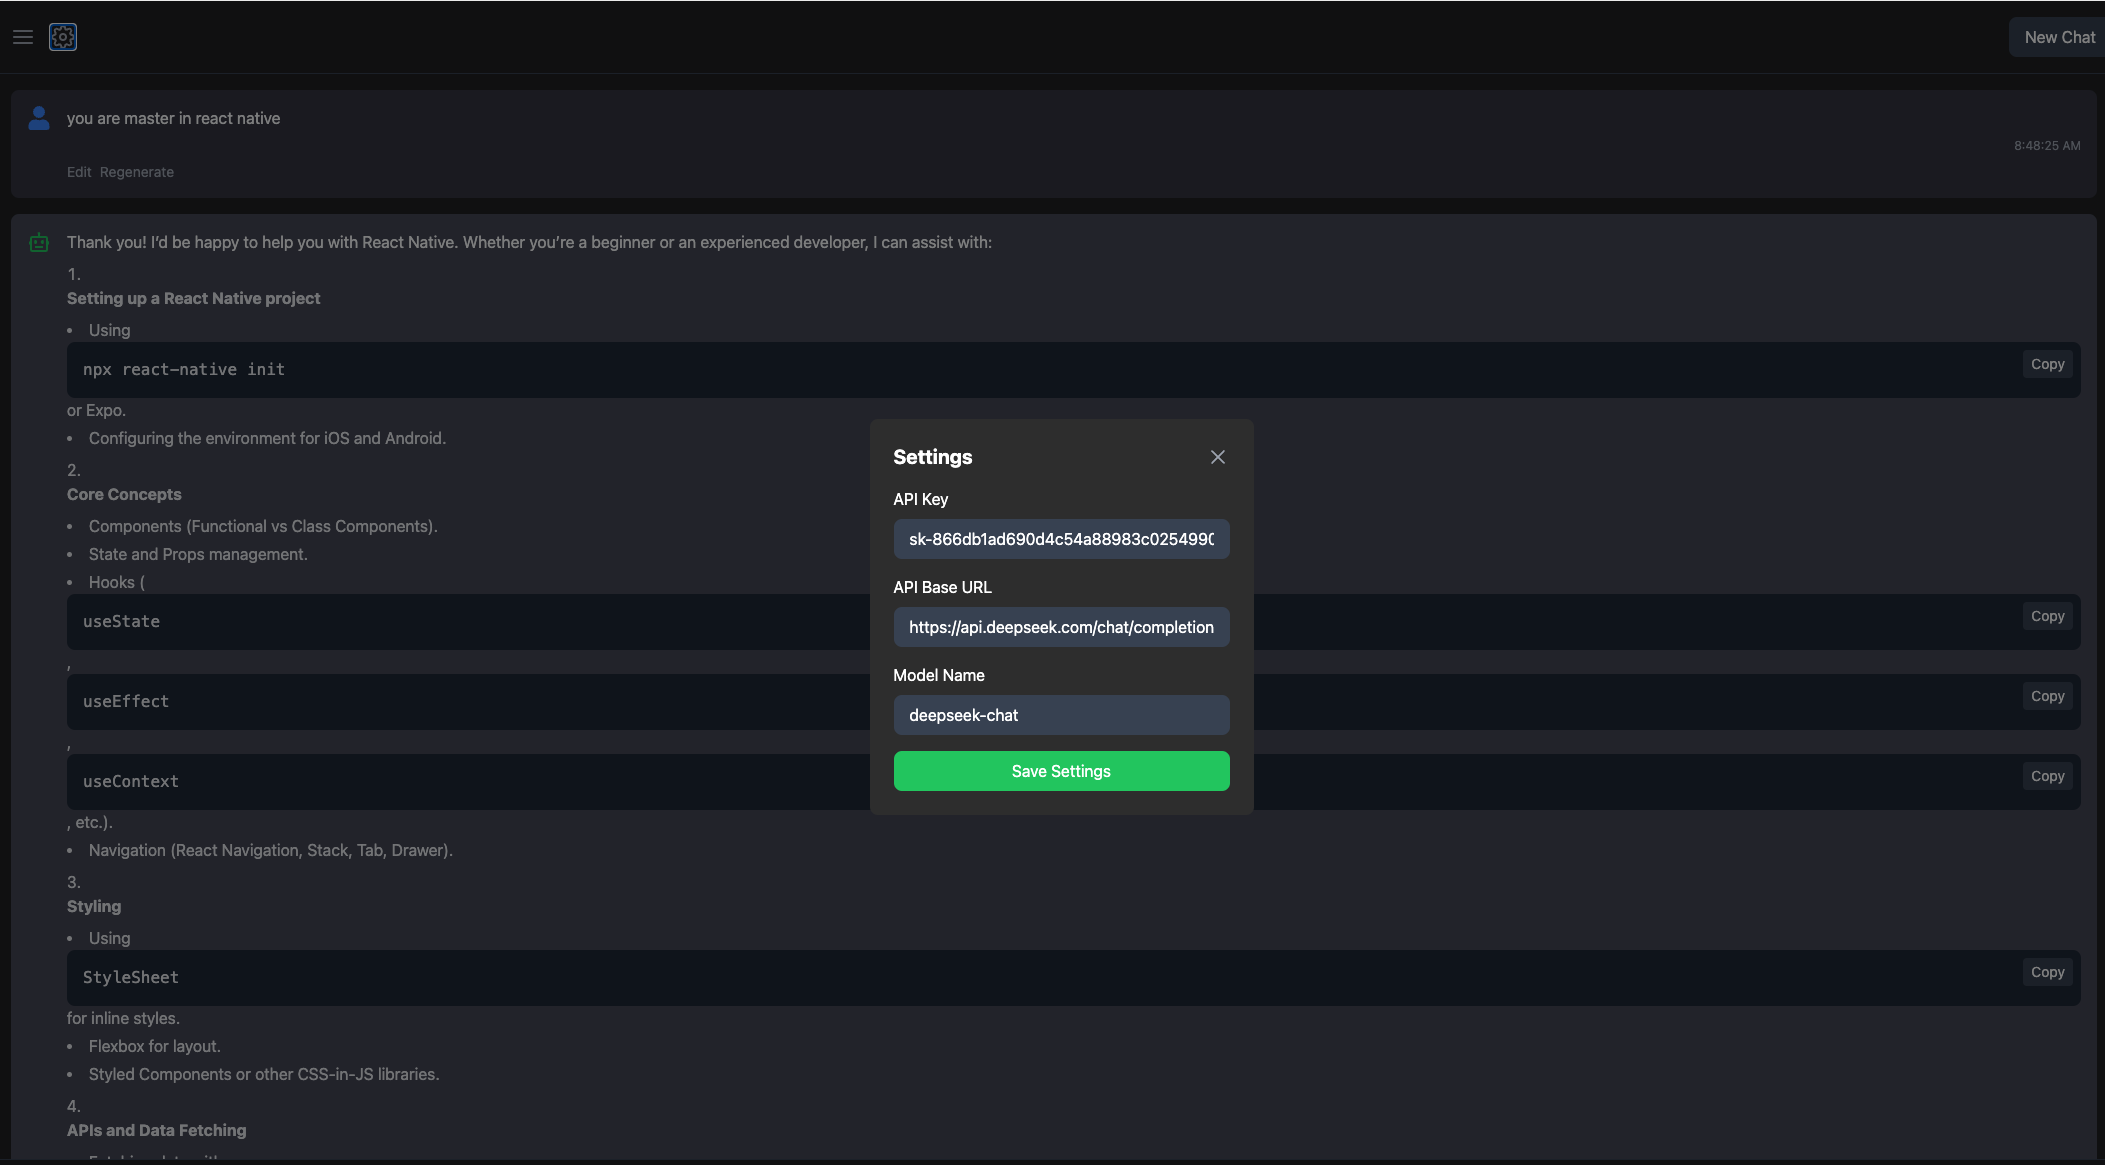 New Chat
you are master in react native
8:48:25 AM
Edit Regenerate
Thank you! I'd be happy to help you with React Native. Whether you're a beginner or an experienced developer, I can assist with:
1.
Setting up a React Native project
• Using
npx react-native init
Copy
or Expo.
• Configuring the environment for iOS and Android.
2.
Core Concepts
• Components (Functional vs Class Components).
• State and Props management.
• Hooks (
useState
Copy
,
useEffect
Copy
,
useContext
Copy
, etc.).
• Navigation (React Navigation, Stack, Tab, Drawer).
3.
Styling
• Using
StyleSheet
Copy
for inline styles.
• Flexbox for layout.
• Styled Components or other CSS-in-JS libraries.
4.
APIs and Data Fetching
Settings
API Key
sk-866db1ad690d4c54a88983c0254990
API Base URL
https://api.deepseek.com/chat/completion
Model Name
deepseek-chat
Save Settings